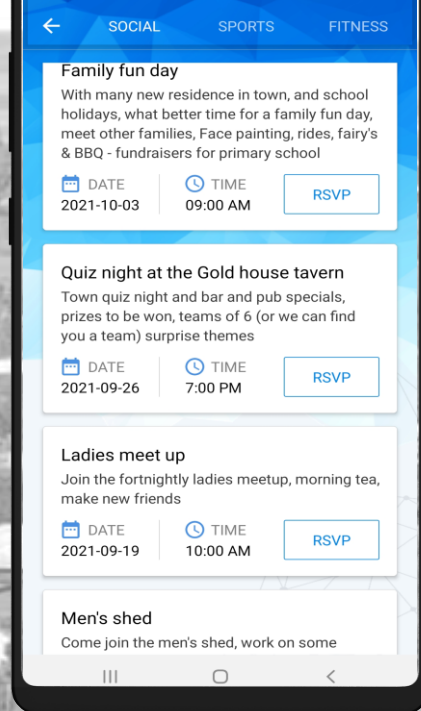 SOCIAL SPORTS FITNESS
Family fun day
With many new residence in town, and school
holidays, what better time for a family fun day,
meet other families, Face painting, rides, fairy's
& BBQ - fundraisers for primary school
DATE TIME
2021-10-03 09:00 AM RSVP
Quiz night at the Gold house tavern
Town quiz night and bar and pub specials,
prizes to be won, teams of 6 (or we can find
you a team) surprise themes
DATE TIME
2021-09-26 7:00 PM RSVP
Ladies meet up
Join the fortnightly ladies meetup, morning tea,
make new friends
DATE TIME
2021-09-19 10:00 AM RSVP
Men's shed
Come join the men's shed, work on some